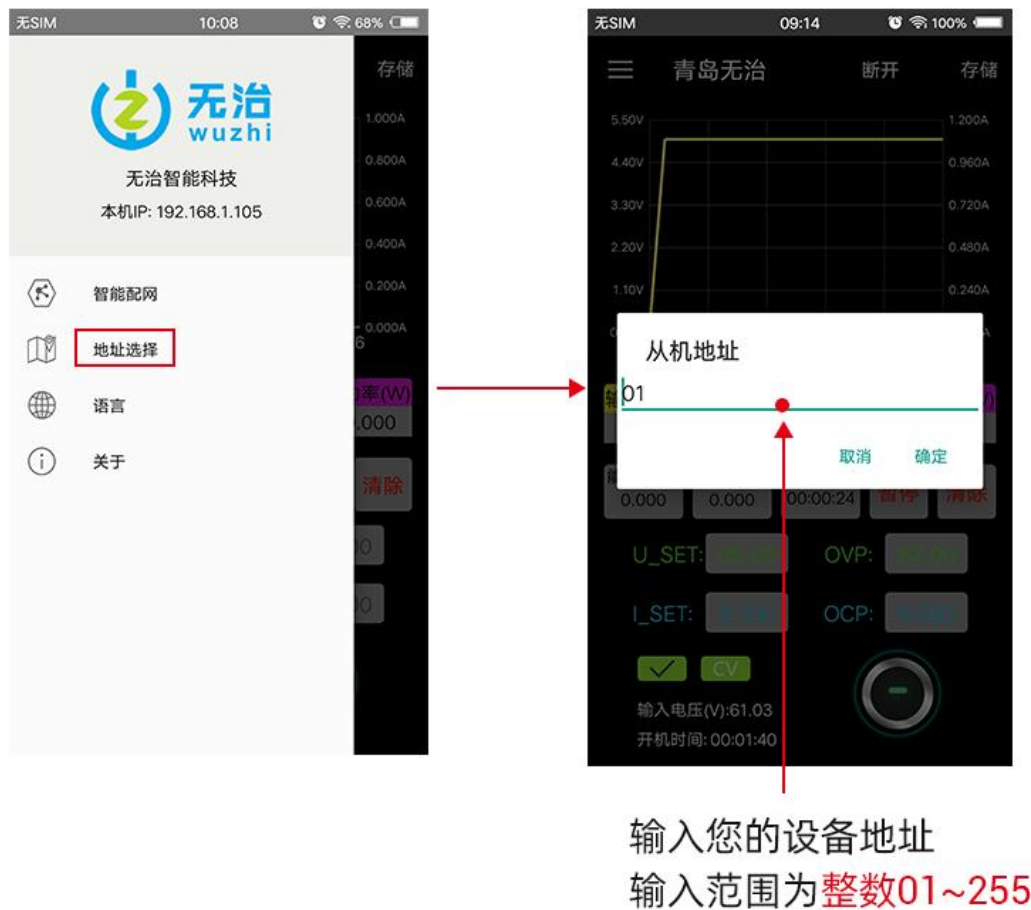 无SIM 10:08 68%
存储
无治
wuzhi
无治智能科技
本机IP: 192.168.1.105
1.000A
0.800A
0.600A
0.400A
0.200A
0.000A
6
智能配网
地址选择
语言
关于
率(W)
.000
清除
00
00
无SIM 09:14 100%
青岛无治 断开 存储
5.50V 1.200A
4.40V 0.960A
3.30V 0.720A
2.20V 0.480A
1.10V 0.240A
从机地址
01
取消 确定
0.000 0.000 00:00:24 暂停 清除
U_SET: OVP:
I_SET: OCP:
CV
输入电压(V):61.03
开机时间: 00:01:40
输入您的设备地址
输入范围为整数01~255